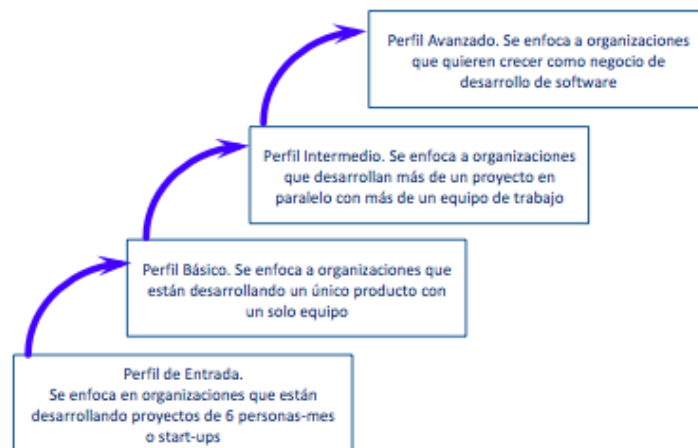 Perfil Avanzado. Se enfoca a organizaciones
que quieren crecer como negocio de
desarrollo de software
Perfil Intermedio. Se enfoca a organizaciones
que desarrollan más de un proyecto en
paralelo con más de un equipo de trabajo
Perfil Básico. Se enfoca a organizaciones que
están desarrollando un único producto con
un solo equipo
Perfil de Entrada.
Se enfoca en organizaciones que están
desarrollando proyectos de 6 personas-mes
o start-ups